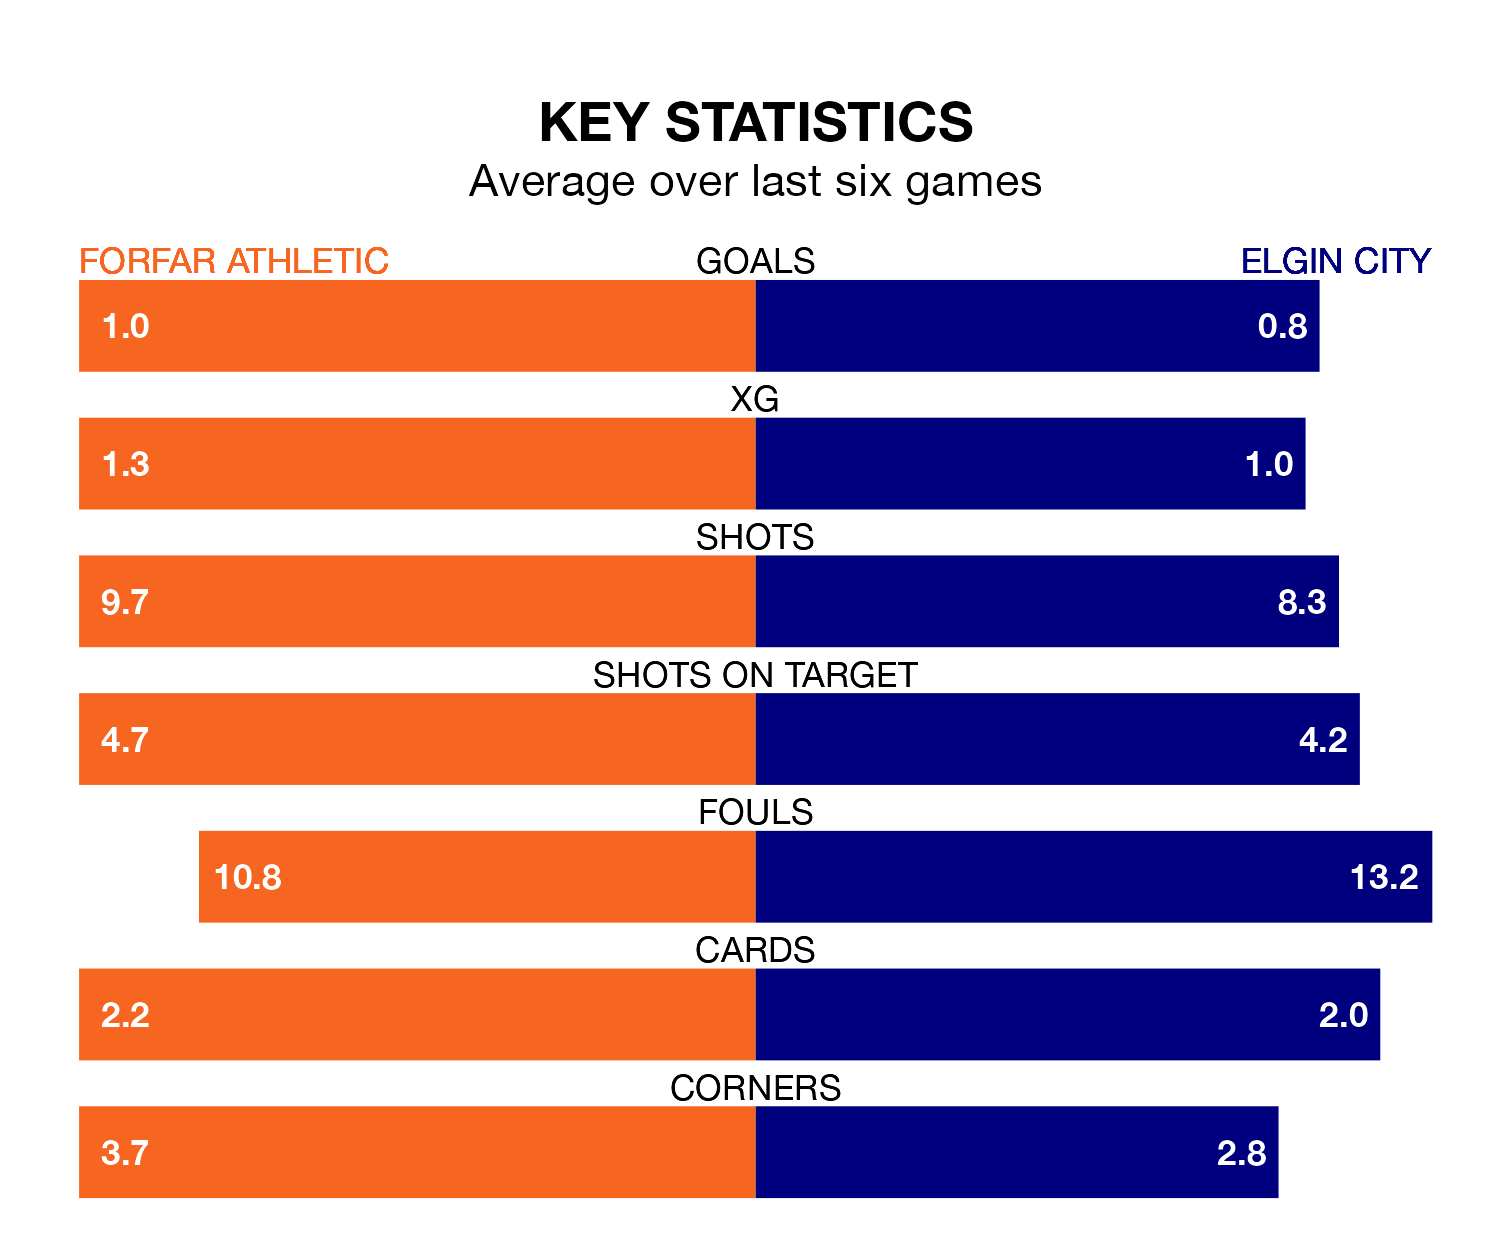 KEY STATISTICS
Average over last six games
FORFAR ATHLETIC GOALS ELGIN CITY
1.0 0.8
XG
1.3 1.0
SHOTS
9.7 8.3
SHOTS ON TARGET
4.7 4.2
FOULS
10.8 13.2
CARDS
2.2 2.0
CORNERS
3.7 2.8